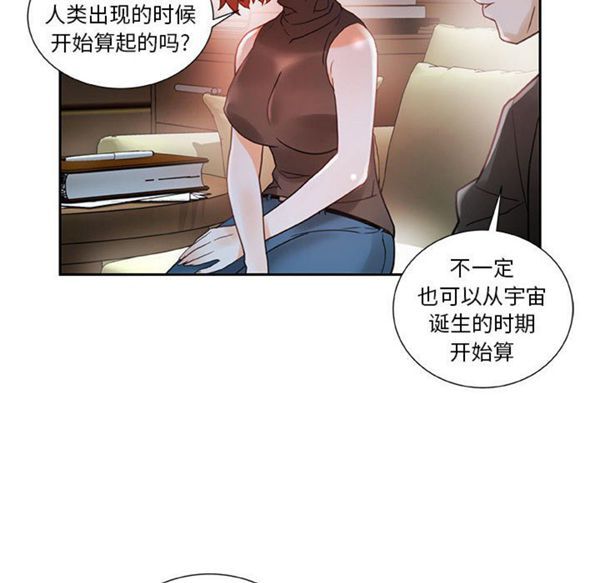 人类出现的时候
开始算起的吗?
不一定
也可以从宇宙
诞生的时期
开始算